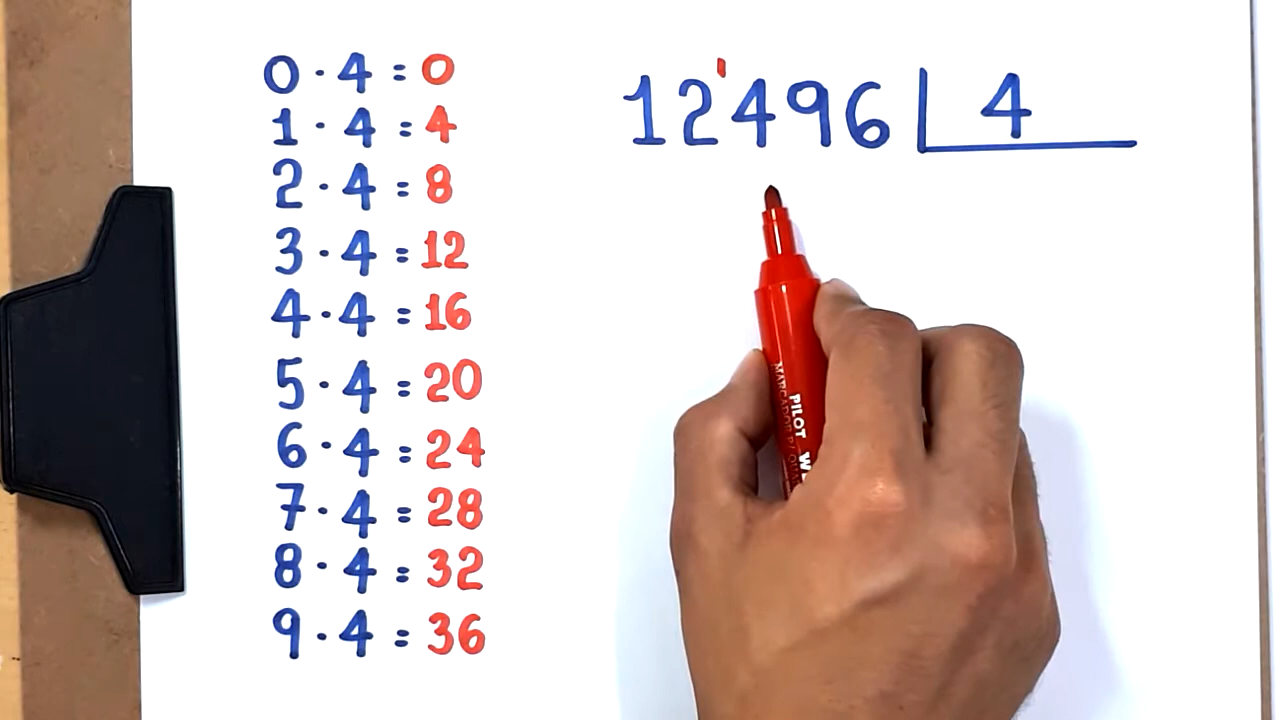 0 · 4 = 0
1 · 4 = 4
2 · 4 = 8
3 · 4 = 12
4 · 4 = 16
5 · 4 = 20
6 · 4 = 24
7 · 4 = 28
8 · 4 = 32
9 · 4 = 36
12'496 4
PILOT
MARCADOR P/